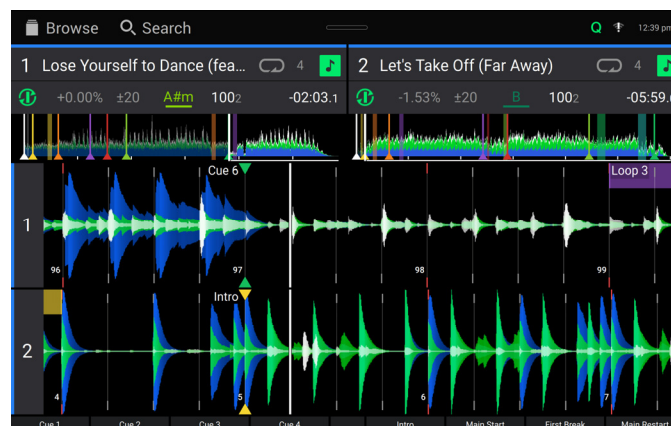 Browse Search Q 12:39 pm
1 Lose Yourself to Dance (fea... 4
2 Let's Take Off (Far Away) 4
+0.00% ±20 A#m 1002 -02:03.1
-1.53% ±20 B 1002 -05:59.
Cue 6
Loop 3
1
96 97 98 99
Intro
2
4 5 6 7
Cue 1 Cue 2 Cue 3 Cue 4 Intro Main Start First Break Main Restart